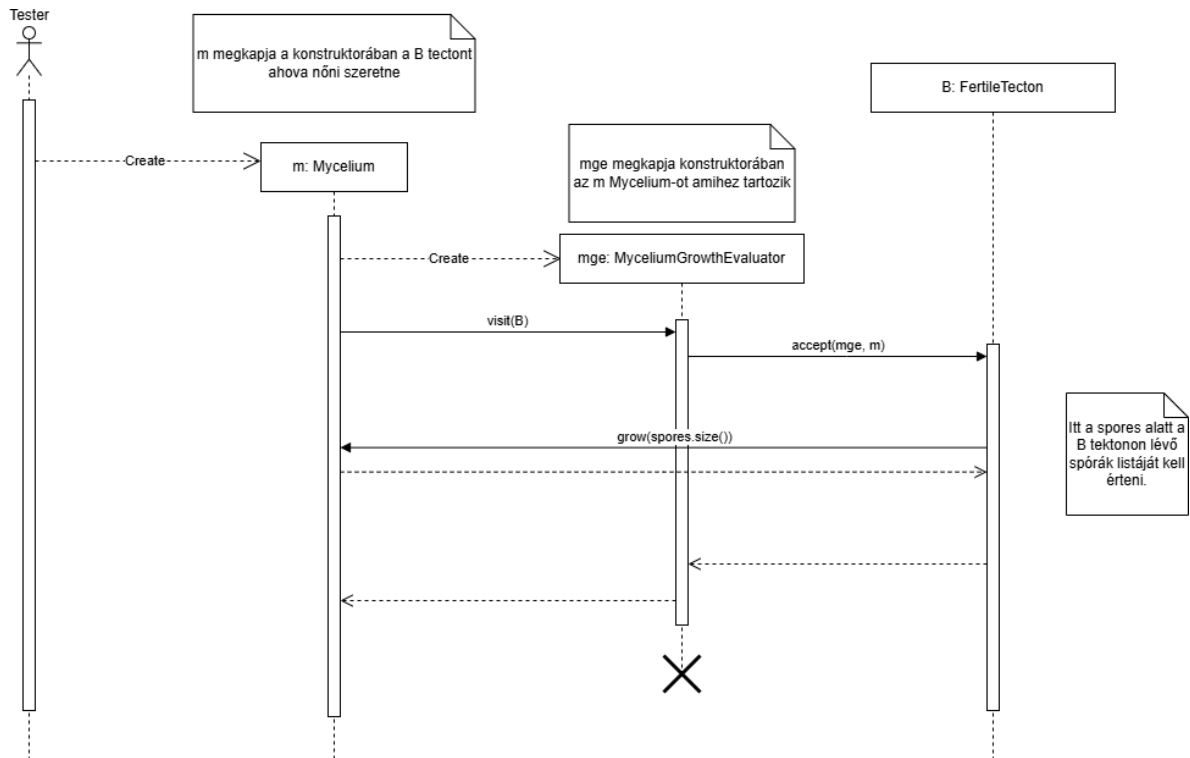 Tester
m megkapja a konstruktorában a B tectont
ahova nőni szeretne
B: FertileTecton
Create
m: Mycelium
mge megkapja konstruktorában
az m Mycelium-ot amihez tartozik
Create
mge: MyceliumGrowthEvaluator
visit(B)
accept(mge, m)
grow(spores.size())
Itt a spores alatt a
B tektonon lévő
spórák listáját kell
érteni.